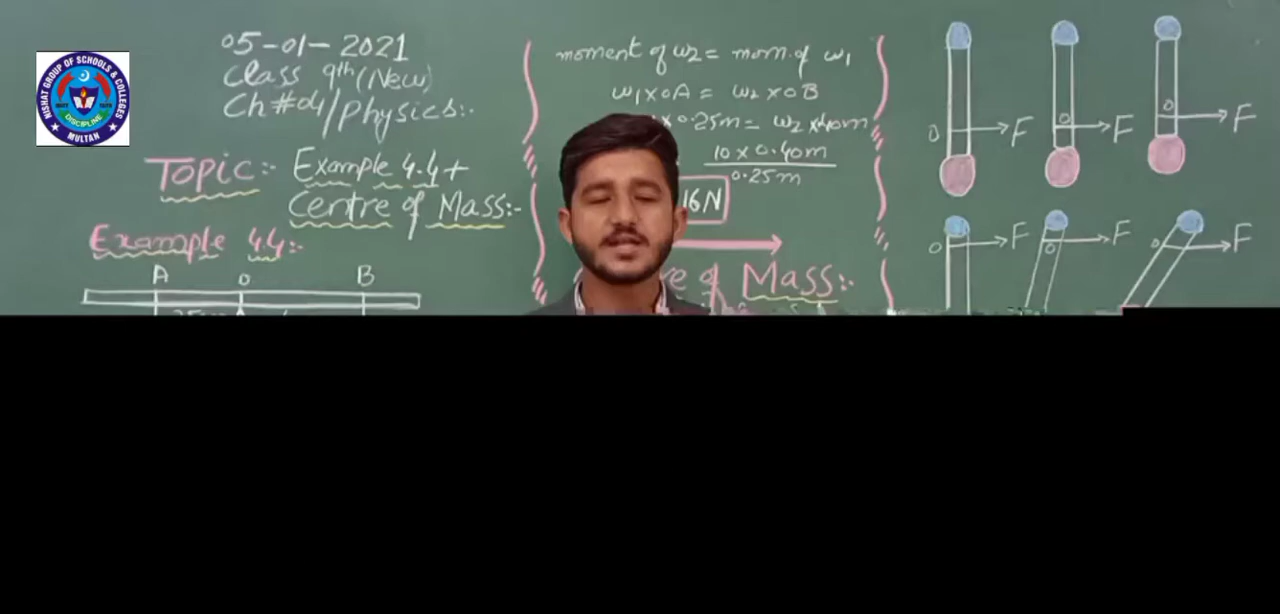 NISHAT GROUP OF SCHOOLS & COLLEGES
DISCIPLINE
MULTAN
05-01-2021
Class 9th (New)
Ch#04/Physics:-
TOPIC:- Example 4.4+
Centre of Mass:-
Example 4.4:-
A O B
moment of w2 = mom. of w1
w1 x OA = w2 x OB
x 0.25m = w2 x 40m
10 x 0.40m
0.25m
16N
of Mass:-
O F
O F
O F
O F
O F
O F